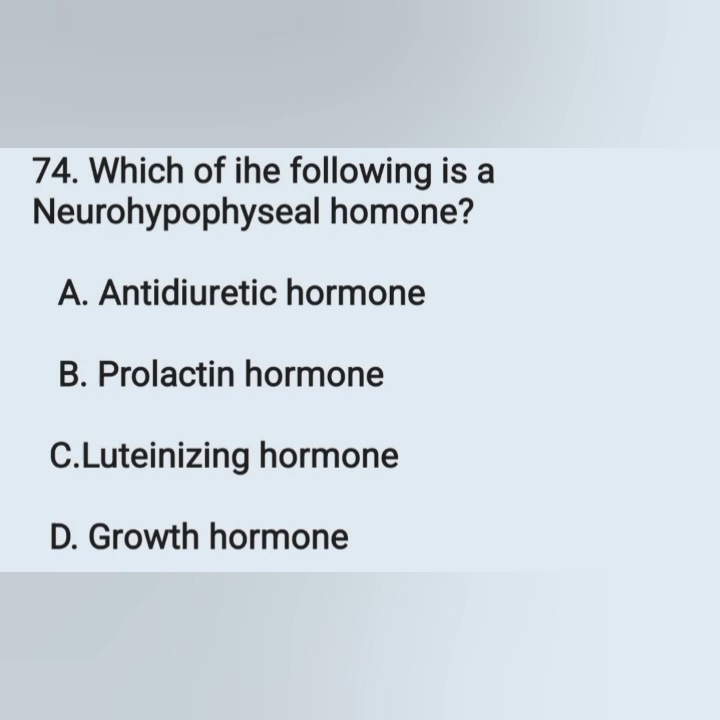 74. Which of ihe following is a
Neurohypophyseal homone?
A. Antidiuretic hormone
B. Prolactin hormone
C.Luteinizing hormone
D. Growth hormone